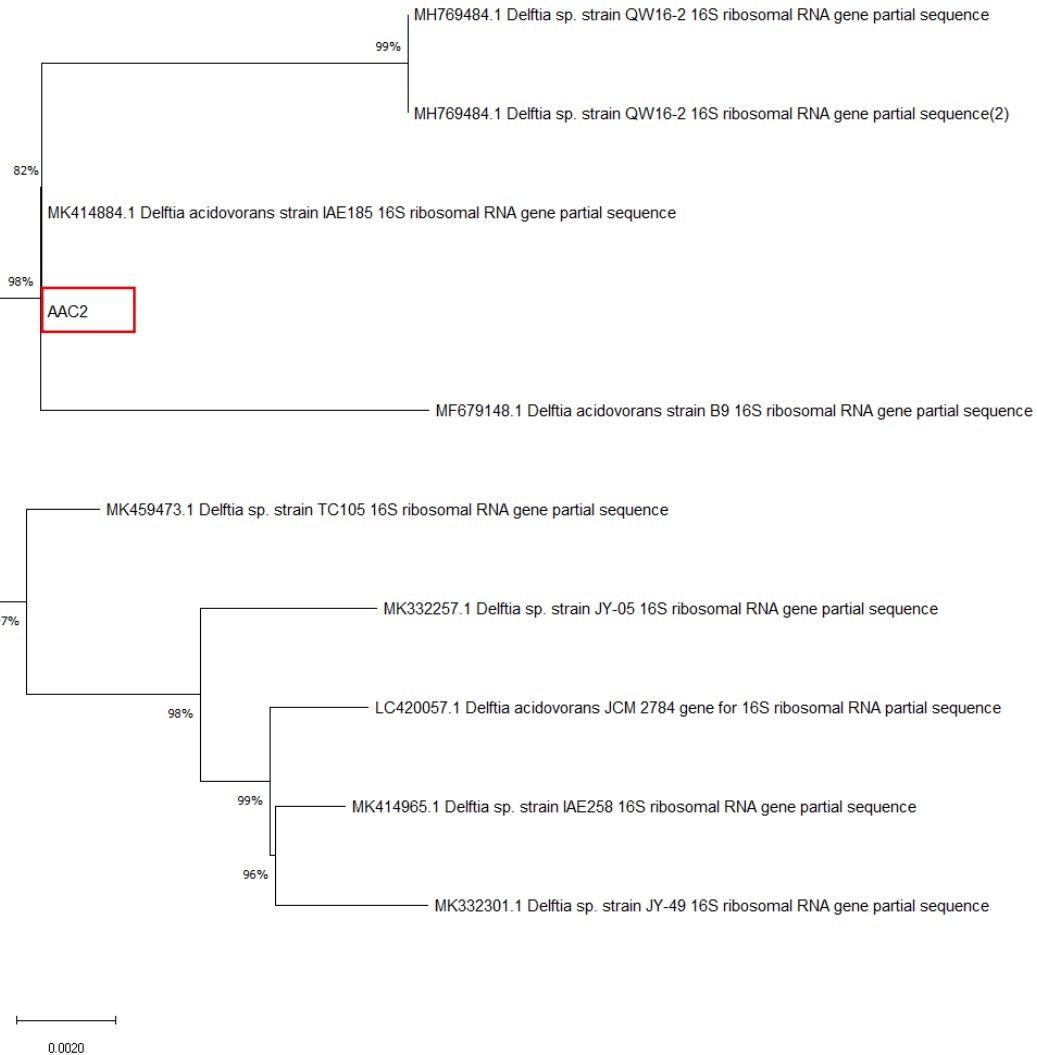 MH769484.1 Delftia sp. strain QW16-2 16S ribosomal RNA gene partial sequence
99%
MH769484.1 Delftia sp. strain QW16-2 16S ribosomal RNA gene partial sequence(2)
82%
MK414884.1 Delftia acidovorans strain IAE185 16S ribosomal RNA gene partial sequence
98%
AAC2
MF679148.1 Delftia acidovorans strain B9 16S ribosomal RNA gene partial sequence
MK459473.1 Delftia sp. strain TC105 16S ribosomal RNA gene partial sequence
MK332257.1 Delftia sp. strain JY-05 16S ribosomal RNA gene partial sequence
7%
98%
LC420057.1 Delftia acidovorans JCM 2784 gene for 16S ribosomal RNA partial sequence
99%
MK414965.1 Delftia sp. strain IAE258 16S ribosomal RNA gene partial sequence
96%
MK332301.1 Delftia sp. strain JY-49 16S ribosomal RNA gene partial sequence
0.0020